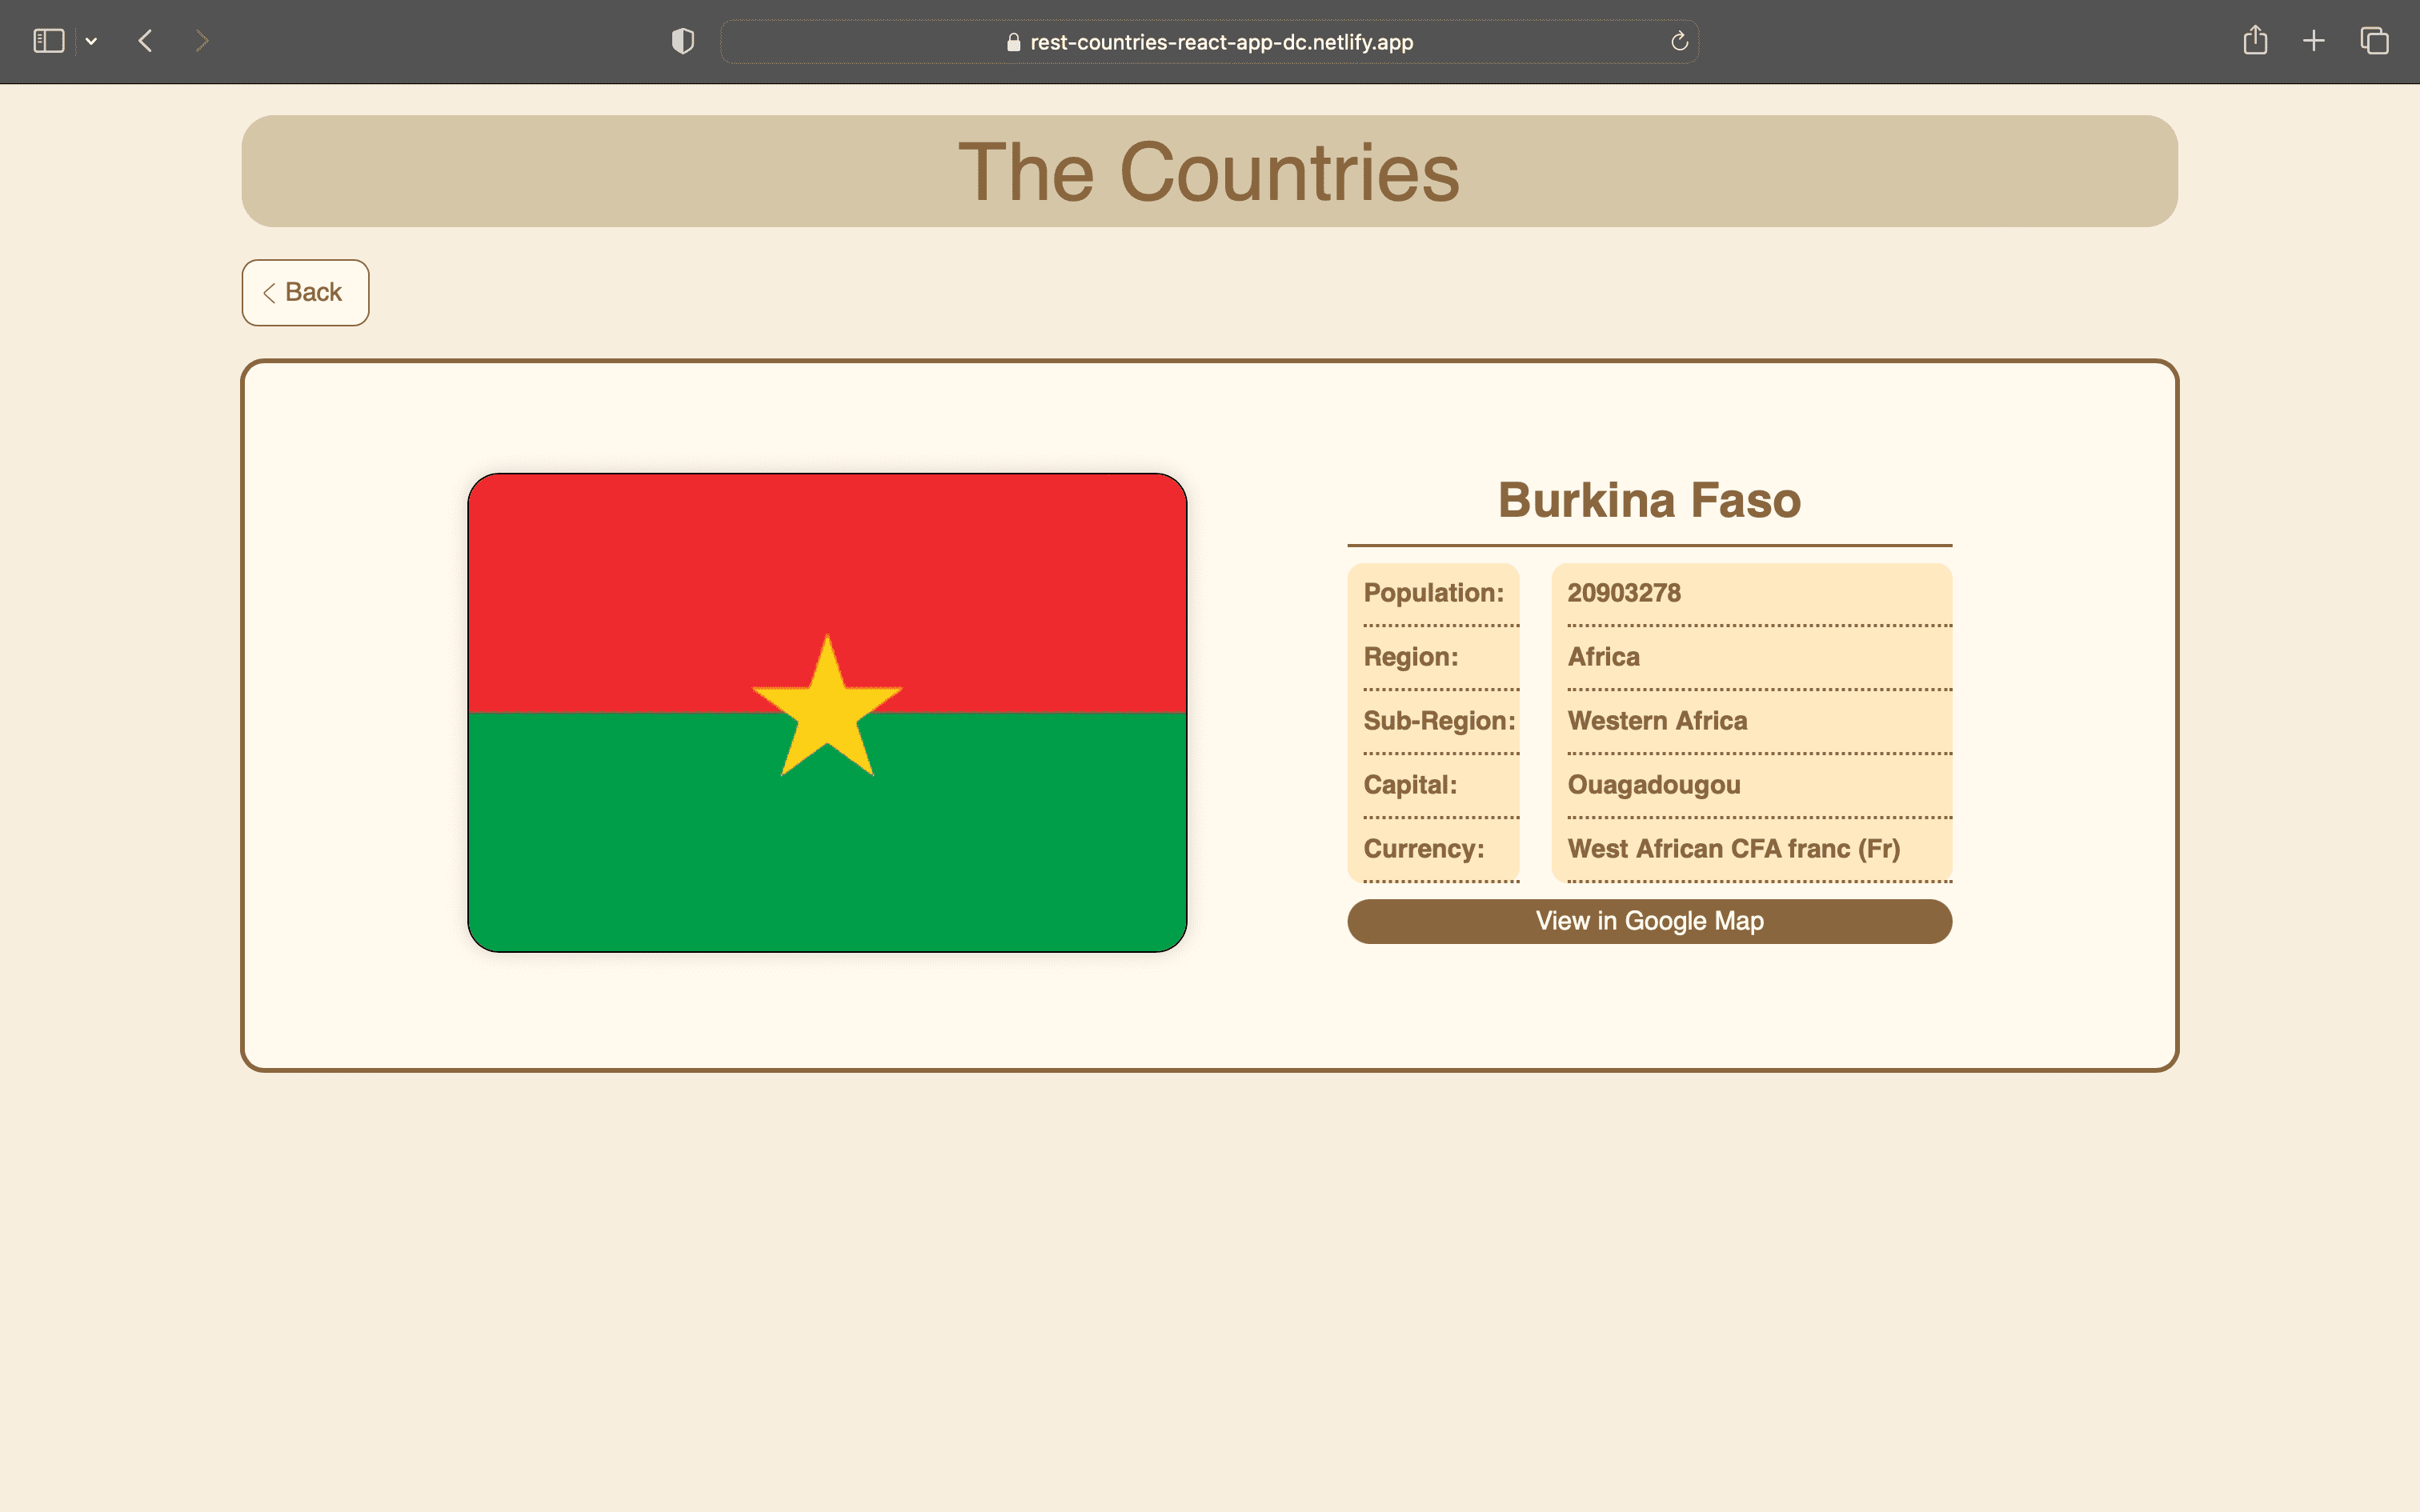 rest-countries-react-app-dc.netlify.app
The Countries
Back
Burkina Faso
Population: 20903278
Region: Africa
Sub-Region: Western Africa
Capital: Ouagadougou
Currency: West African CFA franc (Fr)
View in Google Map